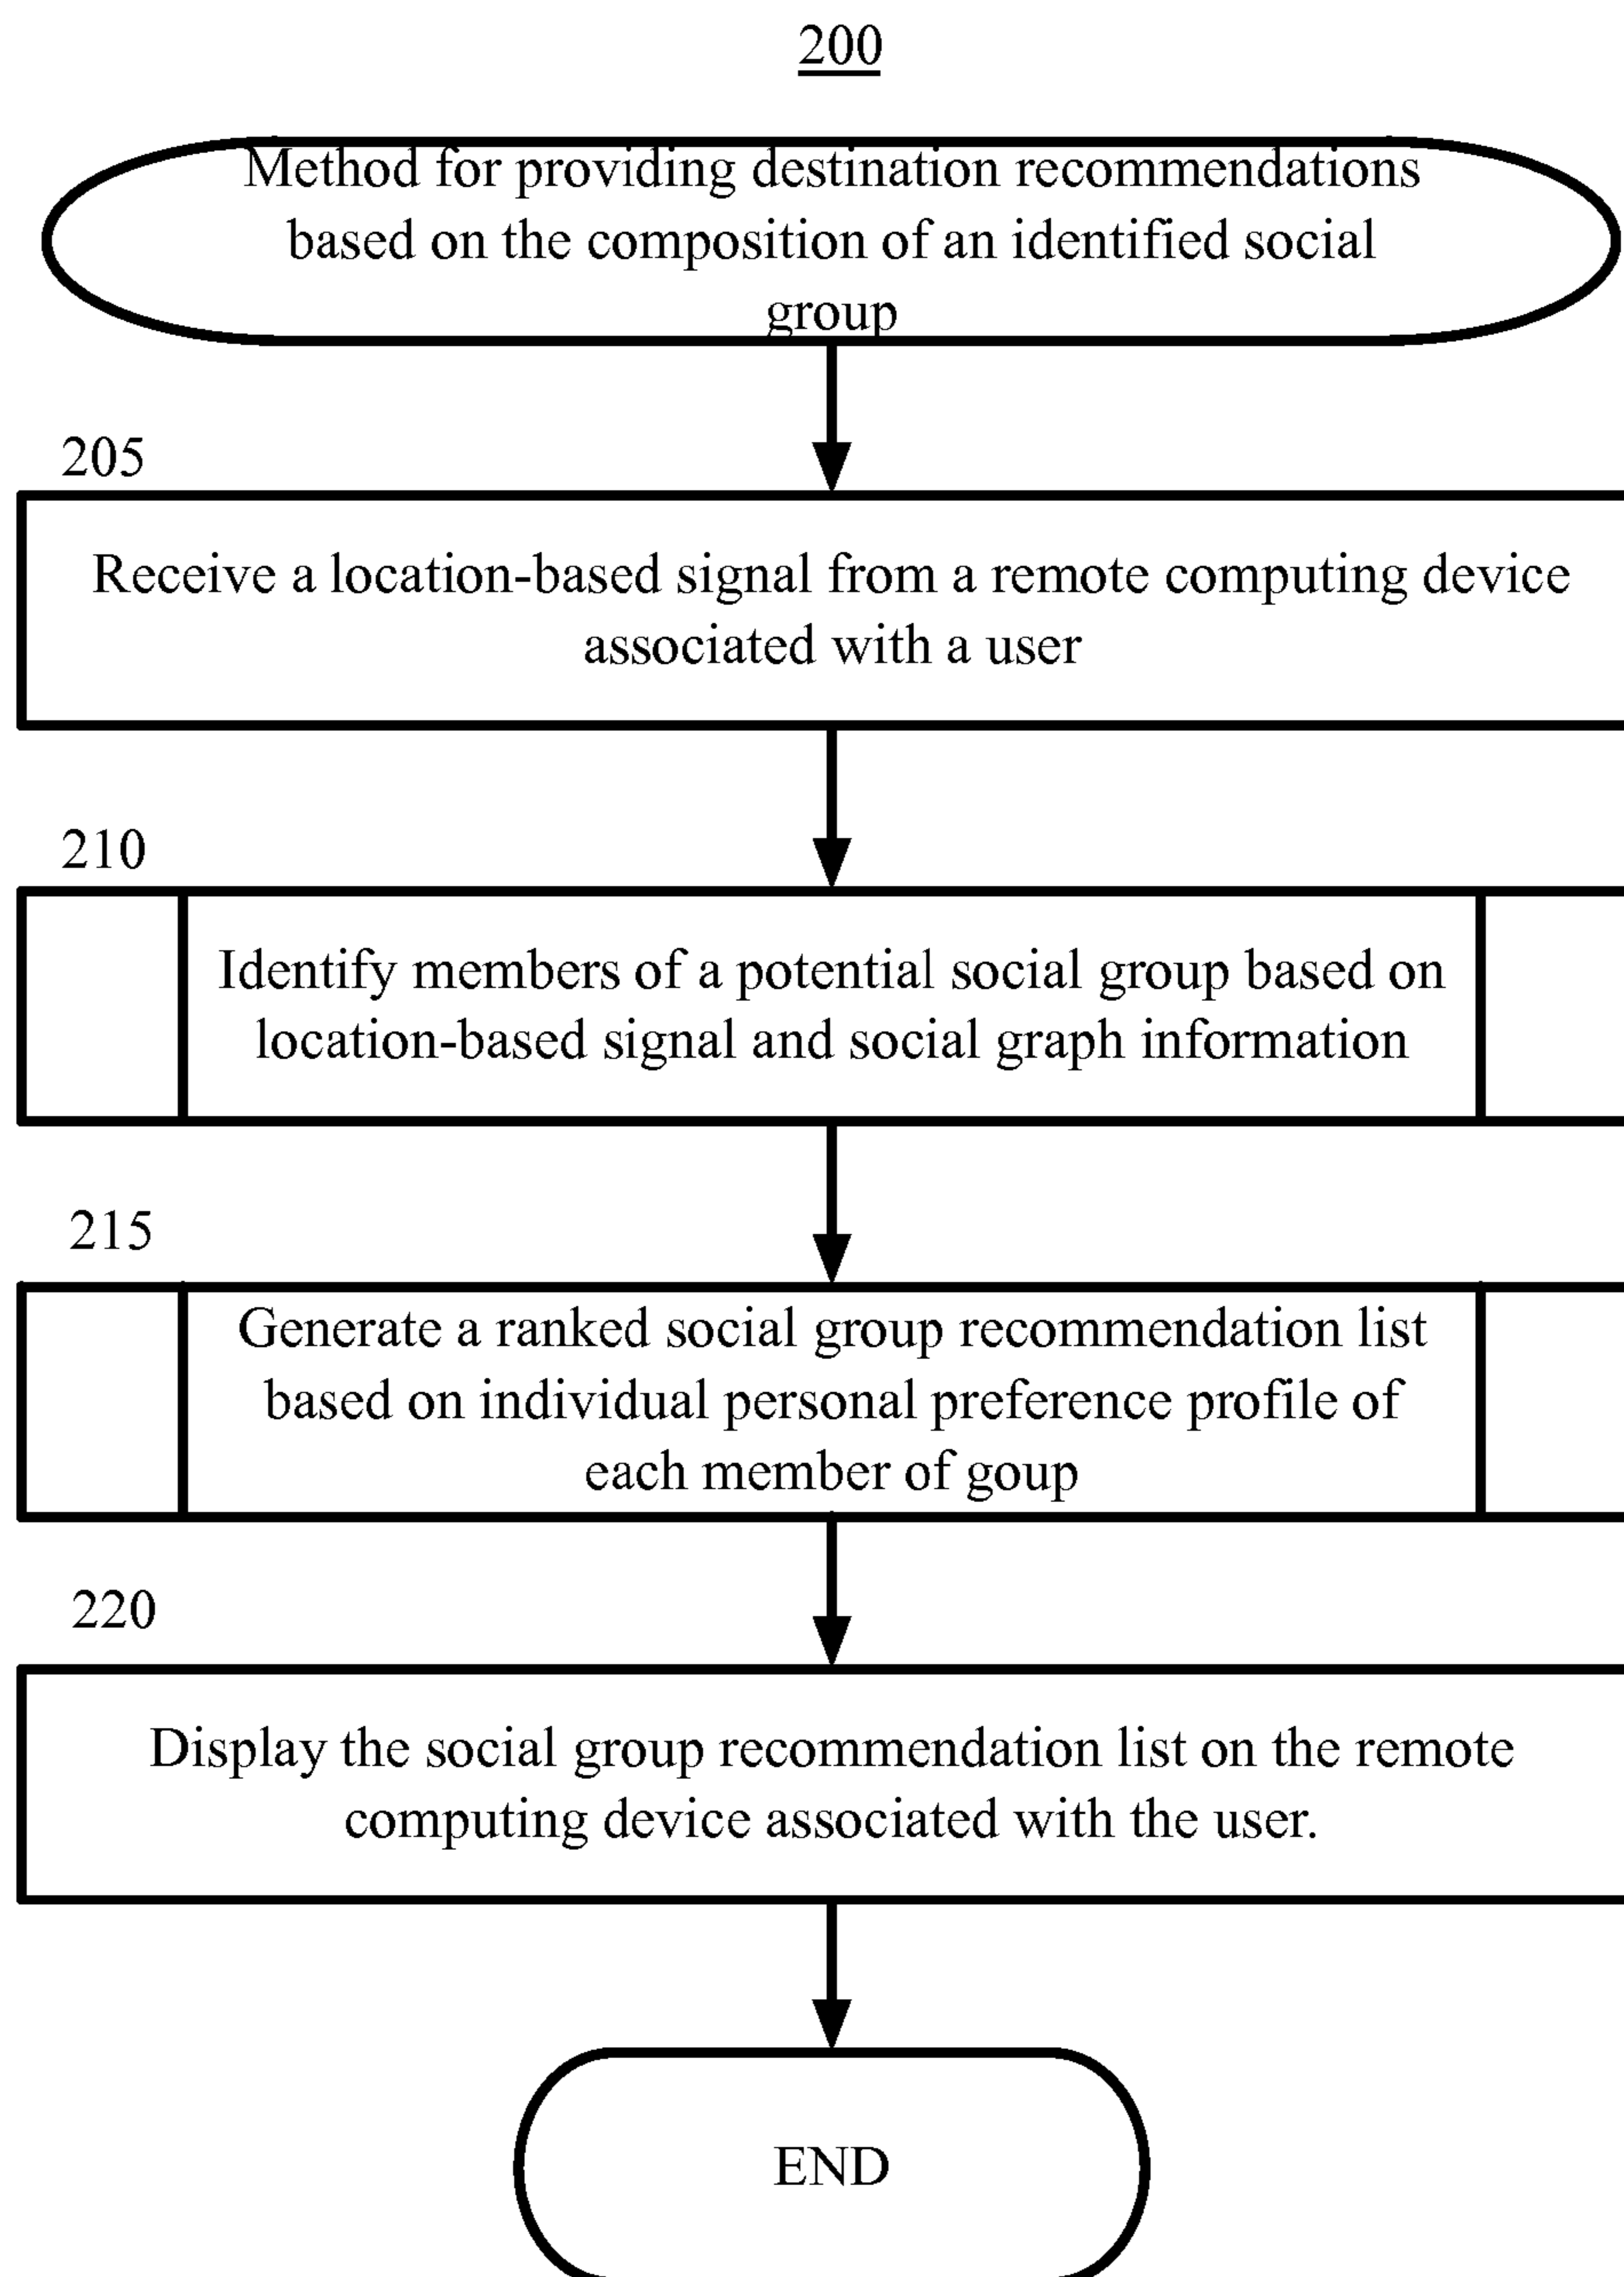 200
Method for providing destination recommendations
based on the composition of an identified social
group
205
Receive a location-based signal from a remote computing device
associated with a user
210
Identify members of a potential social group based on
location-based signal and social graph information
215
Generate a ranked social group recommendation list
based on individual personal preference profile of
each member of goup
220
Display the social group recommendation list on the remote
computing device associated with the user.
END